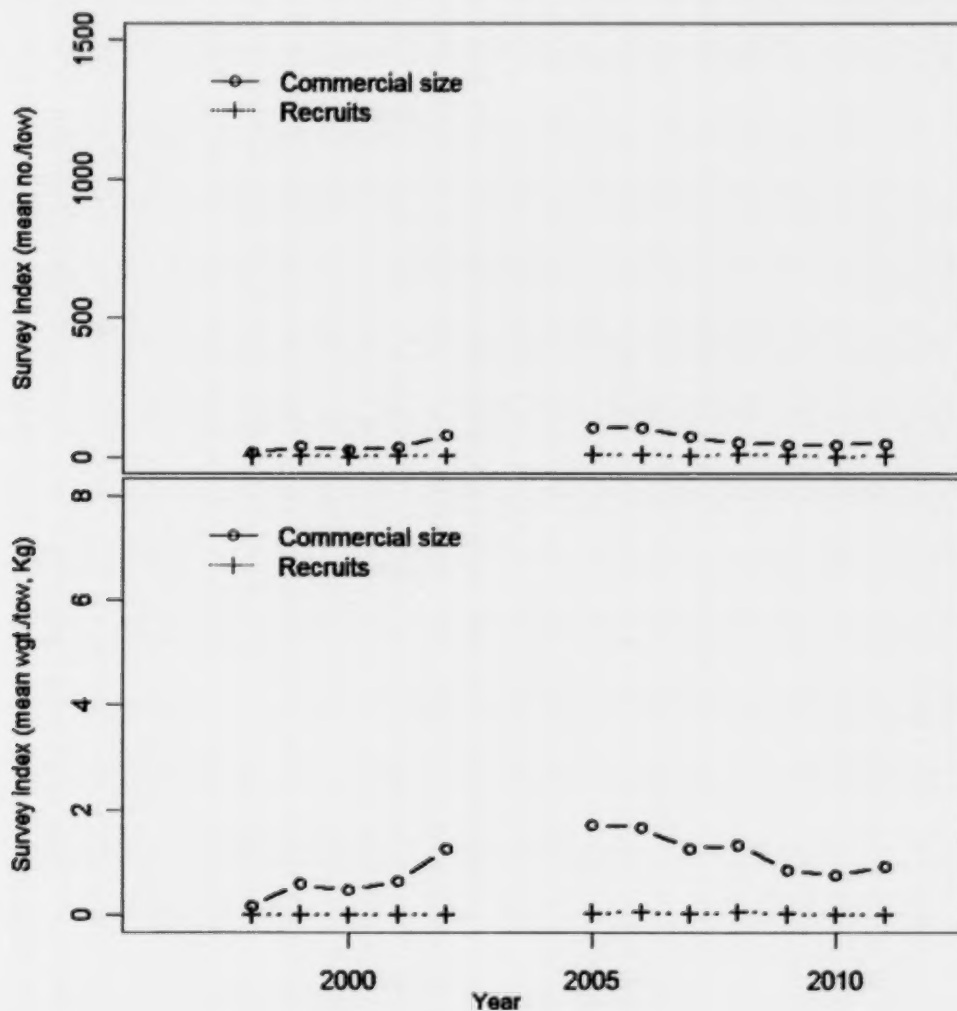 Survey Index (mean no./tow)
1500
1000
500
0
Commercial size
Recruits
Survey Index (mean wgt./tow, Kg)
8
6
4
2
0
Commercial size
Recruits
2000
2005
2010
Year